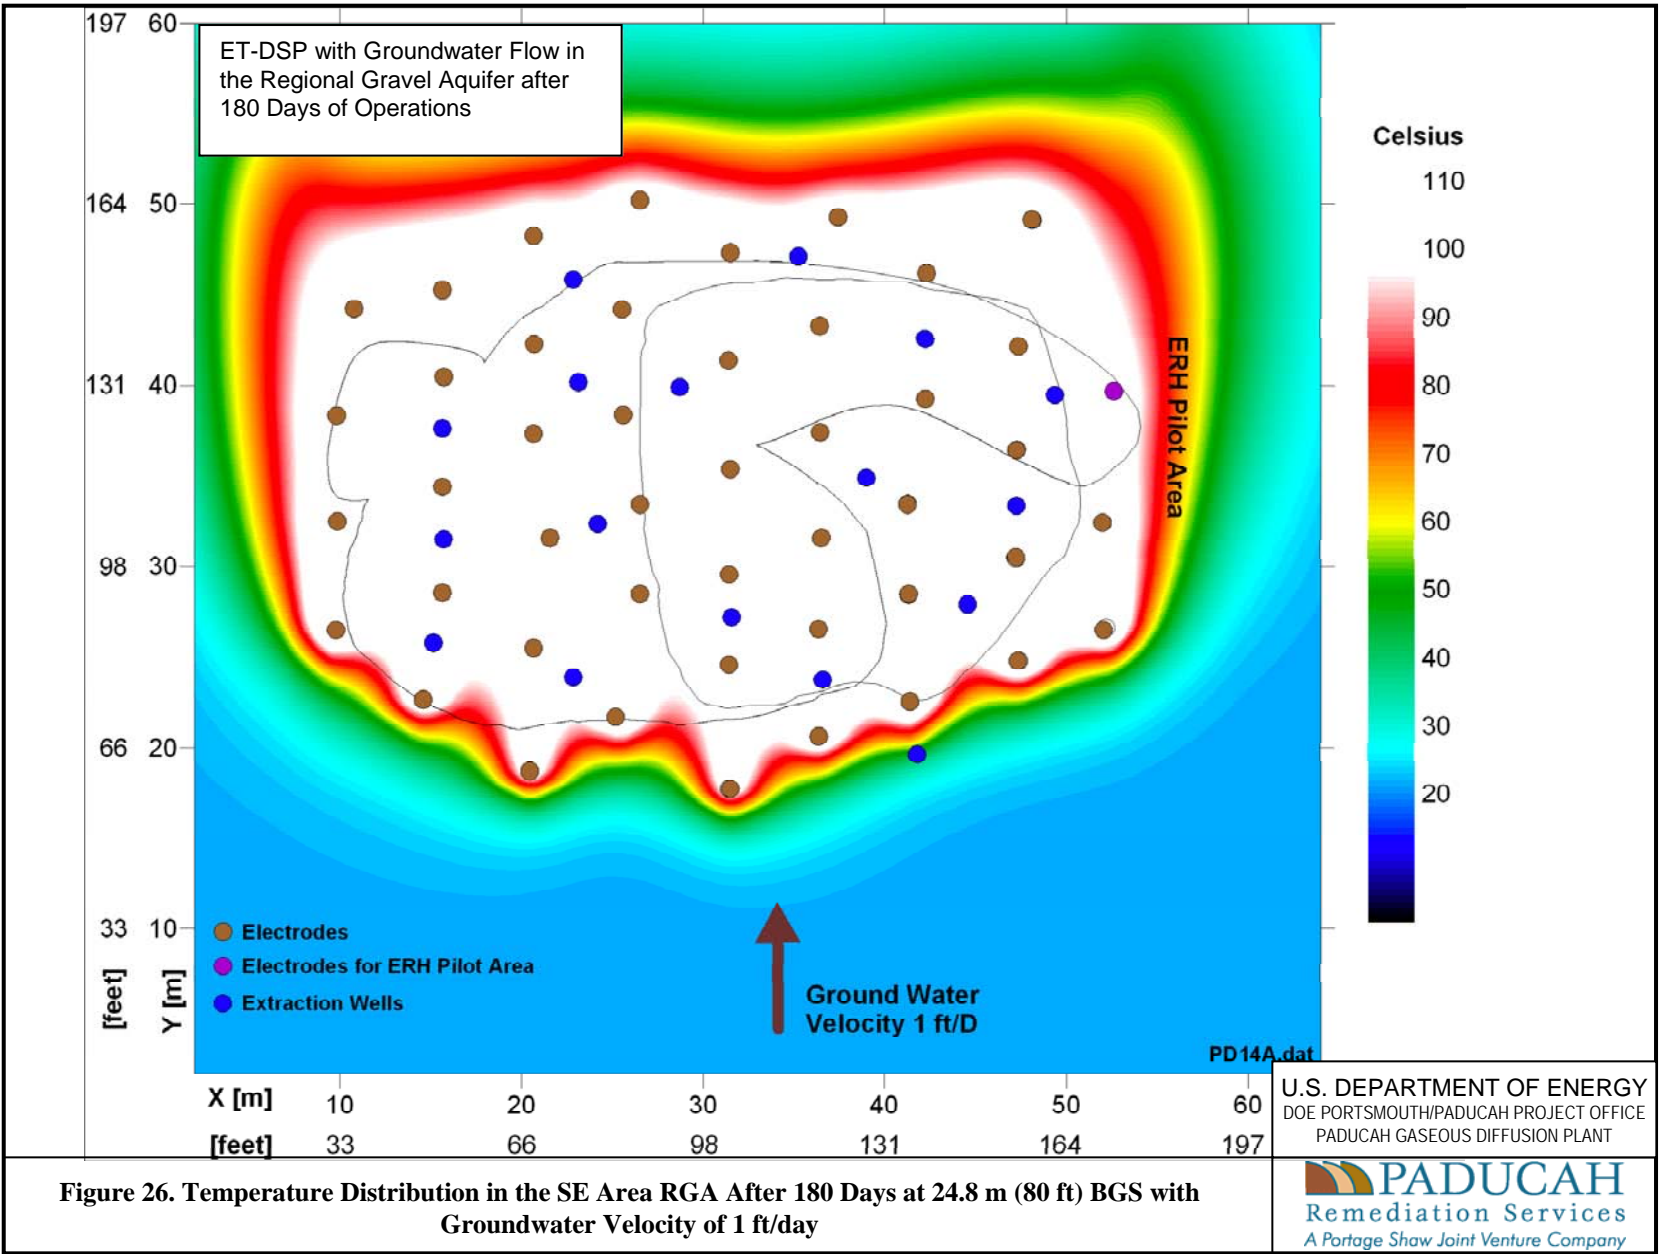 ET-DSP with Groundwater Flow in
the Regional Gravel Aquifer after
180 Days of Operations
197 60
164 50
131 40
98 30
66 20
33 10
[feet]
Y [m]
Celsius
110
100
90
80
70
60
50
40
30
20
ERH Pilot Area
Electrodes
Electrodes for ERH Pilot Area
Extraction Wells
Ground Water
Velocity 1 ft/D
PD14A.dat
X [m] 10 20 30 40 50 60
[feet] 33 66 98 131 164 197
U.S. DEPARTMENT OF ENERGY
DOE PORTSMOUTH/PADUCAH PROJECT OFFICE
PADUCAH GASEOUS DIFFUSION PLANT
Figure 26. Temperature Distribution in the SE Area RGA After 180 Days at 24.8 m (80 ft) BGS with
Groundwater Velocity of 1 ft/day
PADUCAH
Remediation Services
A Portage Shaw Joint Venture Company